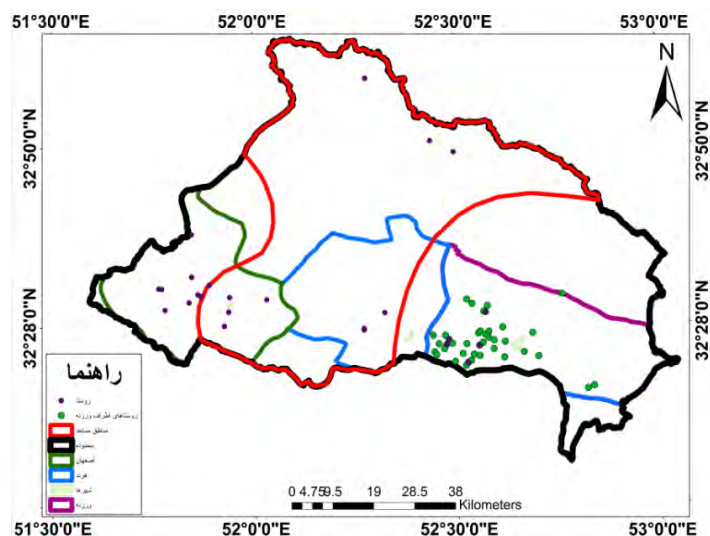 51°30'0"E 52°0'0"E 52°30'0"E 53°0'0"E
N
32°50'0"N 32°50'0"N
32°28'0"N 32°28'0"N
راهنما
روستا
روستاهای اطراف ورزنه
مناطق مستعد
محدوده
اصفهان
هرند
شهرها
ورزنه
0 4.75 9.5 19 28.5 38
Kilometers
51°30'0"E 52°0'0"E 52°30'0"E 53°0'0"E